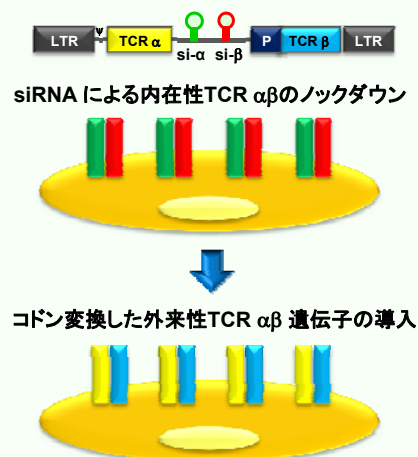 LTR ψ TCR α P TCR β LTR
si-α si-β
siRNA による内在性TCR αβのノックダウン
コドン変換した外来性TCR αβ 遺伝子の導入